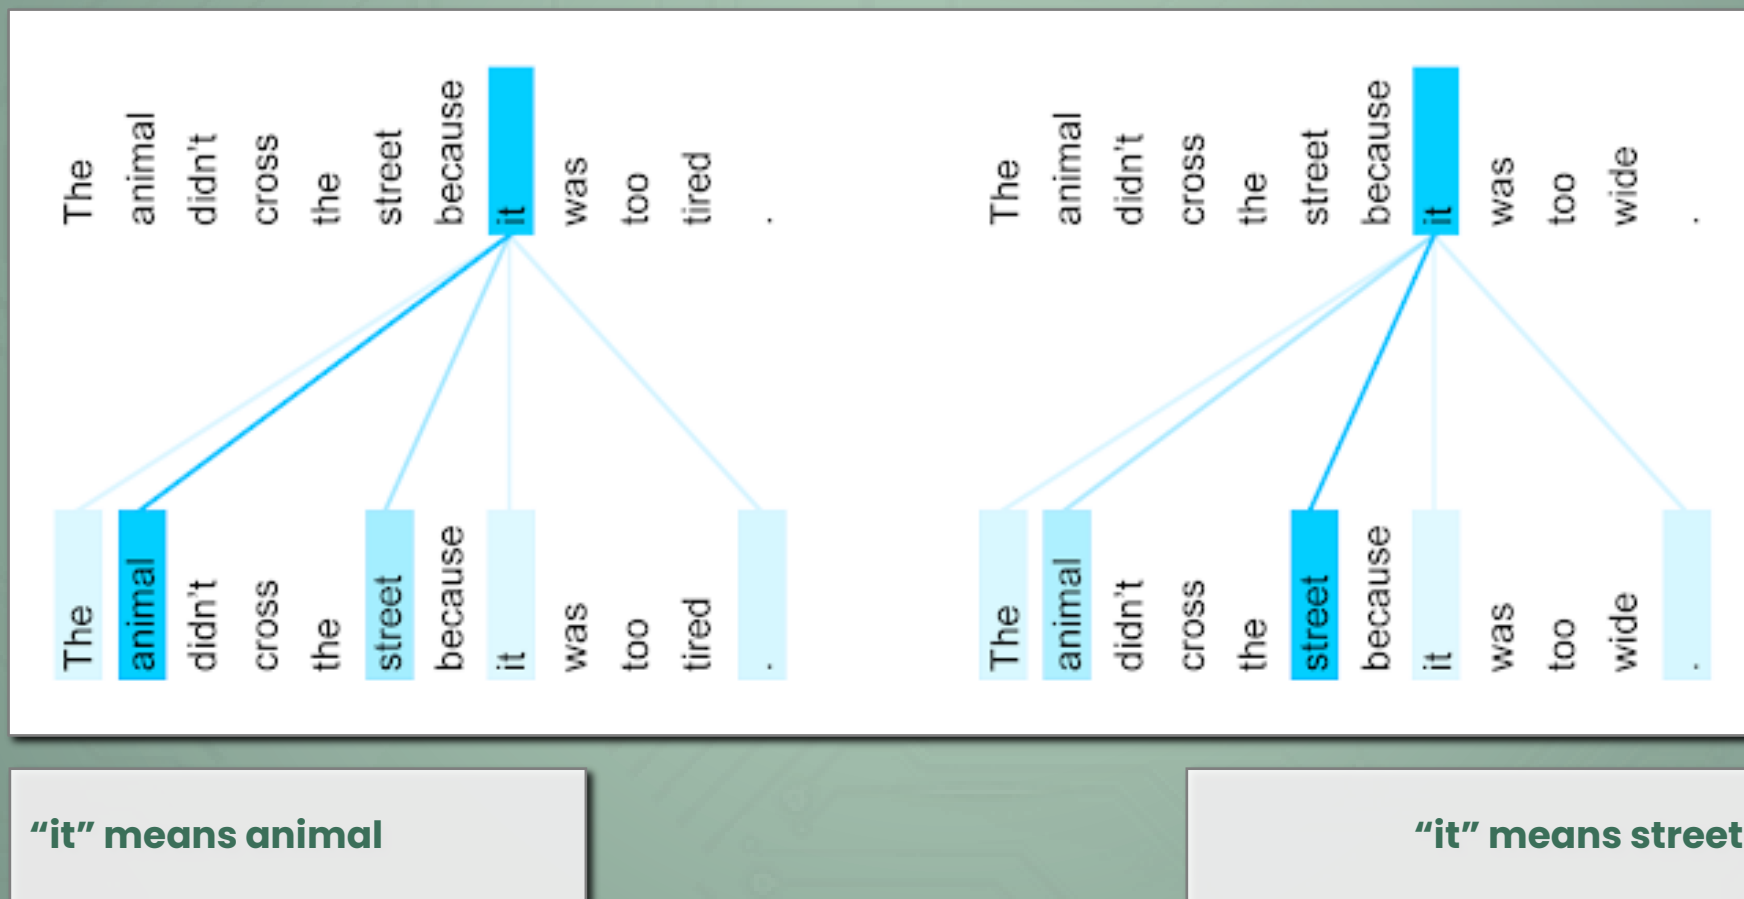 The animal didn't cross the street because it was too tired .
The animal didn't cross the street because it was too wide .
The animal didn't cross the street because it was too tired .
The animal didn't cross the street because it was too wide .
“it” means animal
“it” means street